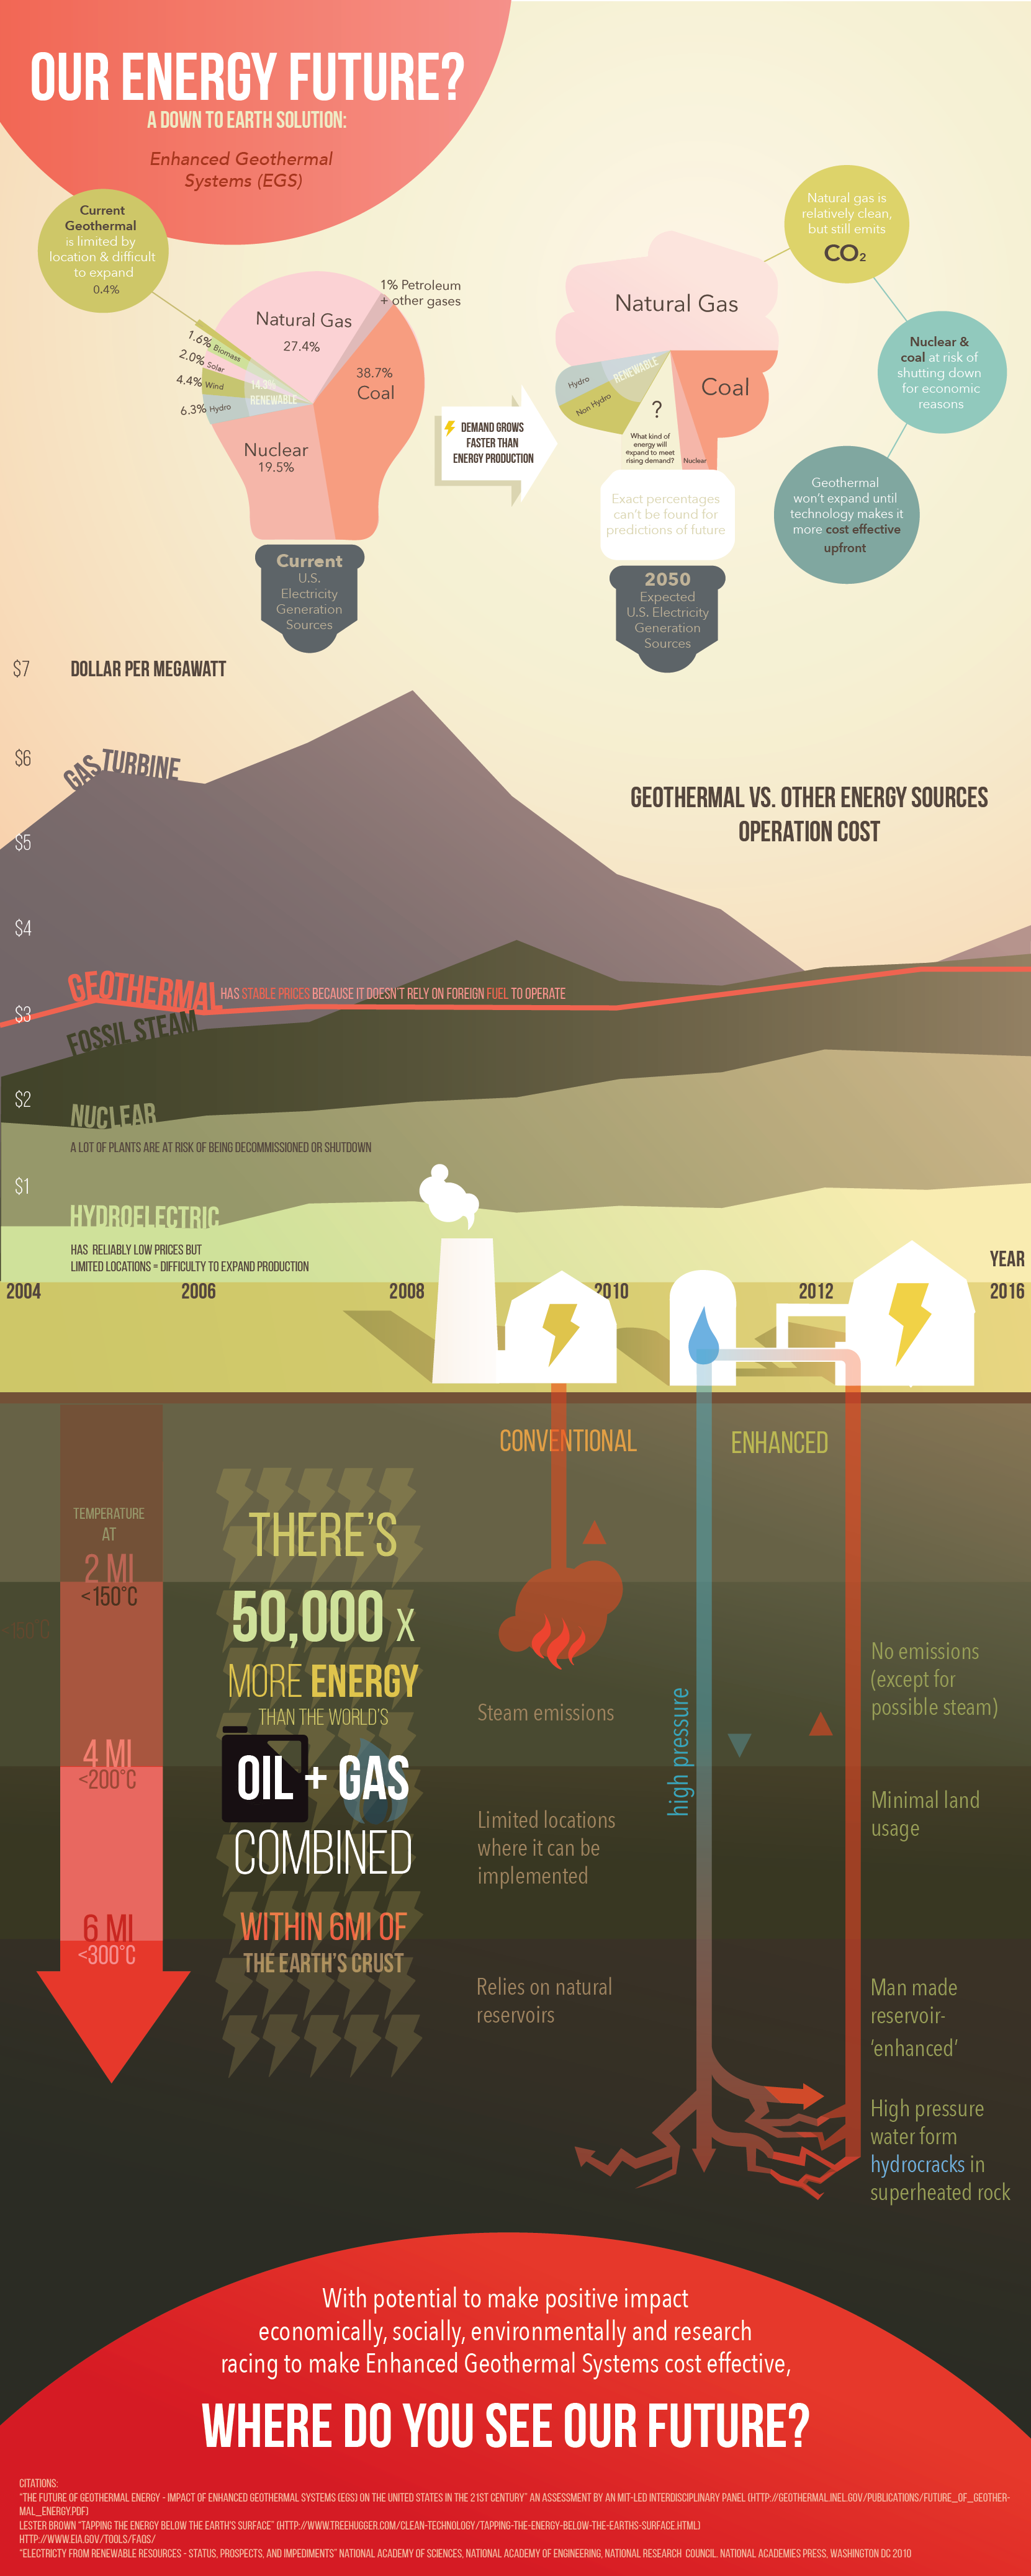 OUR ENERGY FUTURE?
A DOWN TO EARTH SOLUTION:
Enhanced Geothermal
Systems (EGS)
Current
Geothermal
is limited by
location & difficult
to expand
0.4%
1.6% Biomass
2.0% Solar
4.4% Wind
6.3% Hydro
14.3%
RENEWABLE
Natural Gas
27.4%
1% Petroleum
+ other gases
38.7%
Coal
Nuclear
19.5%
Current
U.S.
Electricity
Generation
Sources
DEMAND GROWS
FASTER THAN
ENERGY PRODUCTION
Natural Gas
Hydro
RENEWABLE
Non Hydro
Coal
?
What kind of
energy will
expand to meet
rising demand?
Nuclear
Exact percentages
can't be found for
predictions of future
2050
Expected
U.S. Electricity
Generation
Sources
Natural gas is
relatively clean,
but still emits
CO2
Nuclear &
coal at risk of
shutting down
for economic
reasons
Geothermal
won't expand until
technology makes it
more cost effective
upfront
$7
DOLLAR PER MEGAWATT
$6
GAS TURBINE
GEOTHERMAL VS. OTHER ENERGY SOURCES
OPERATION COST
$5
$4
GEOTHERMAL HAS STABLE PRICES BECAUSE IT DOESN'T RELY ON FOREIGN FUEL TO OPERATE
$3
FOSSIL STEAM
$2
NUCLEAR
A LOT OF PLANTS ARE AT RISK OF BEING DECOMMISSIONED OR SHUTDOWN
$1
HYDROELECTRIC
HAS RELIABLY LOW PRICES BUT
LIMITED LOCATIONS = DIFFICULTY TO EXPAND PRODUCTION
YEAR
2004 2006 2008 2010 2012 2016
CONVENTIONAL
ENHANCED
TEMPERATURE
AT
2 MI
<150°C
<150°C
4 MI
<200°C
6 MI
<300°C
THERE'S
50,000 X
MORE ENERGY
THAN THE WORLD'S
OIL + GAS
COMBINED
WITHIN 6MI OF
THE EARTH'S CRUST
Steam emissions
Limited locations
where it can be
implemented
Relies on natural
reservoirs
high pressure
No emissions
(except for
possible steam)
Minimal land
usage
Man made
reservoir-
'enhanced'
High pressure
water form
hydrocracks in
superheated rock
With potential to make positive impact
economically, socially, environmentally and research
racing to make Enhanced Geothermal Systems cost effective,
WHERE DO YOU SEE OUR FUTURE?
CITATIONS:
"THE FUTURE OF GEOTHERMAL ENERGY - IMPACT OF ENHANCED GEOTHERMAL SYSTEMS (EGS) ON THE UNITED STATES IN THE 21ST CENTURY" AN ASSESSMENT BY AN MIT-LED INTERDISCIPLINARY PANEL (HTTP://GEOTHERMAL.INEL.GOV/PUBLICATIONS/FUTURE_OF_GEOTHER-
MAL_ENERGY.PDF)
LESTER BROWN "TAPPING THE ENERGY BELOW THE EARTH'S SURFACE" (HTTP://WWW.TREEHUGGER.COM/CLEAN-TECHNOLOGY/TAPPING-THE-ENERGY-BELOW-THE-EARTHS-SURFACE.HTML)
HTTP://WWW.EIA.GOV/TOOLS/FAQS/
"ELECTRICTY FROM RENEWABLE RESOURCES - STATUS, PROSPECTS, AND IMPEDIMENTS" NATIONAL ACADEMY OF SCIENCES, NATIONAL ACADEMY OF ENGINEERING, NATIONAL RESEARCH COUNCIL. NATIONAL ACADEMIES PRESS, WASHINGTON DC 2010